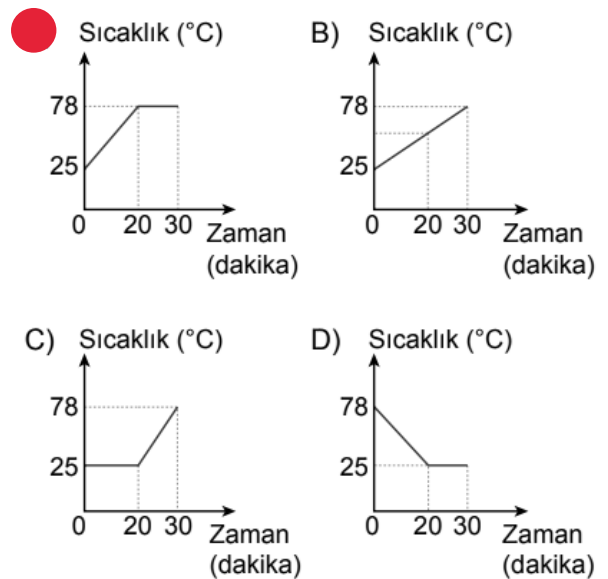 Sıcaklık (°C)
78
25
0 20 30 Zaman
(dakika)
B) Sıcaklık (°C)
78
25
0 20 30 Zaman
(dakika)
C) Sıcaklık (°C)
78
25
0 20 30 Zaman
(dakika)
D) Sıcaklık (°C)
78
25
0 20 30 Zaman
(dakika)